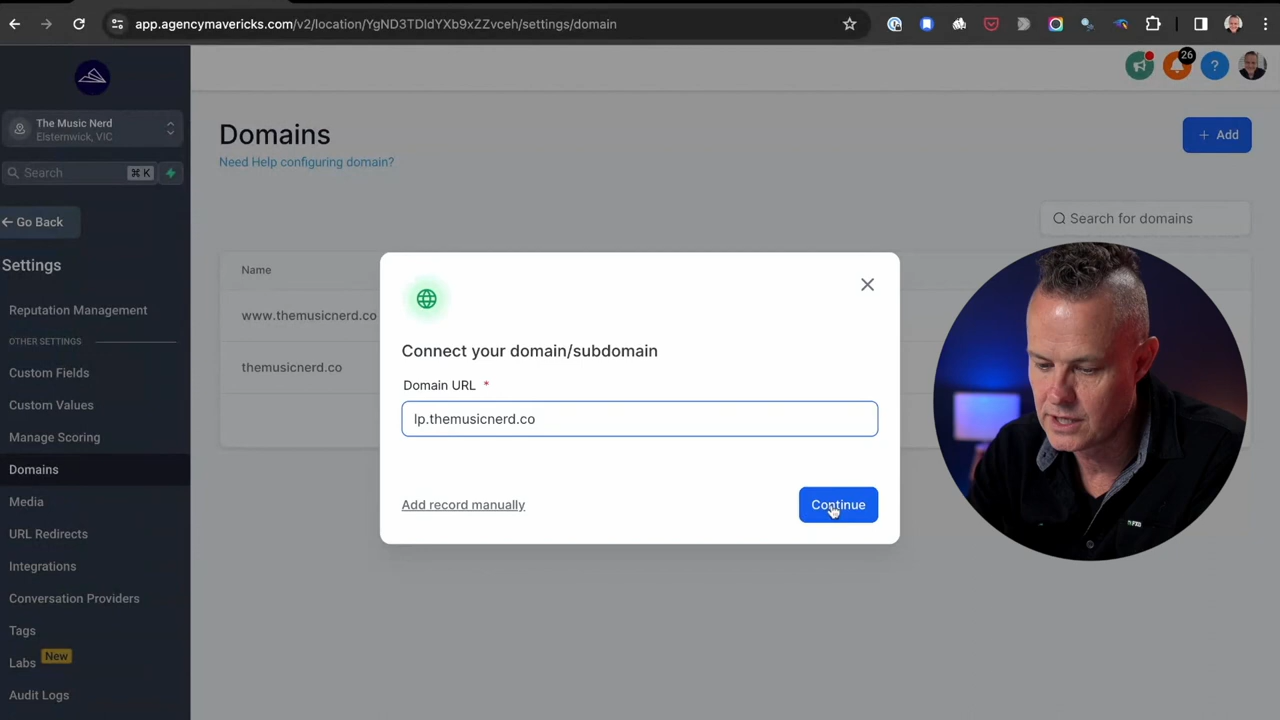 app.agencymavericks.com/v2/location/YgND3TDldYXb9xZZvceh/settings/domain
26
?
The Music Nerd
Elsternwick, VIC
Search
⌘ K
Go Back
Settings
Reputation Management
OTHER SETTINGS
Custom Fields
Custom Values
Manage Scoring
Domains
Media
URL Redirects
Integrations
Conversation Providers
Tags
Labs New
Audit Logs
Domains
Need Help configuring domain?
+ Add
Search for domains
Name
www.themusicnerd.co
themusicnerd.co
Connect your domain/subdomain
Domain URL *
lp.themusicnerd.co
Add record manually
Continue